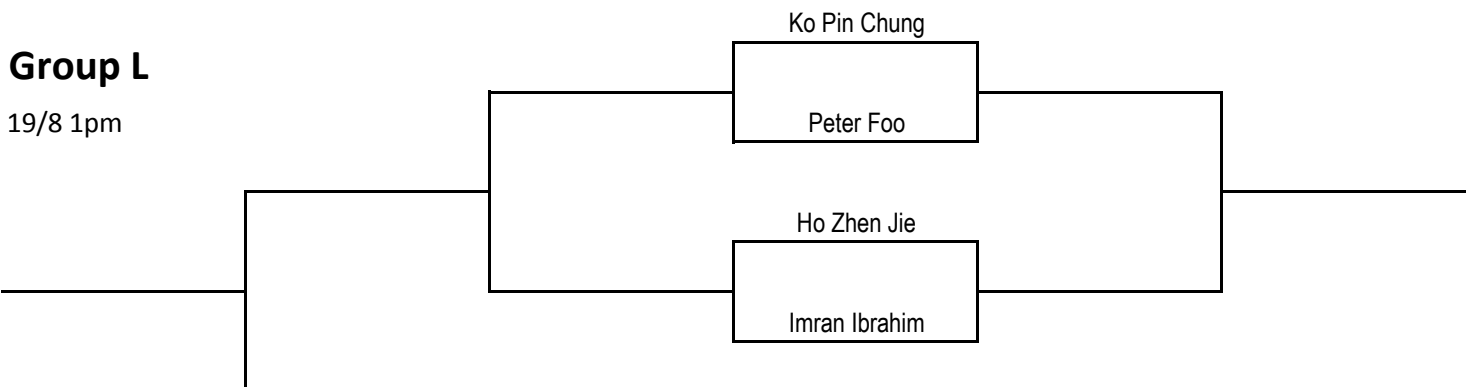 Ko Pin Chung
Group L
19/8 1pm
Peter Foo
Ho Zhen Jie
Imran Ibrahim